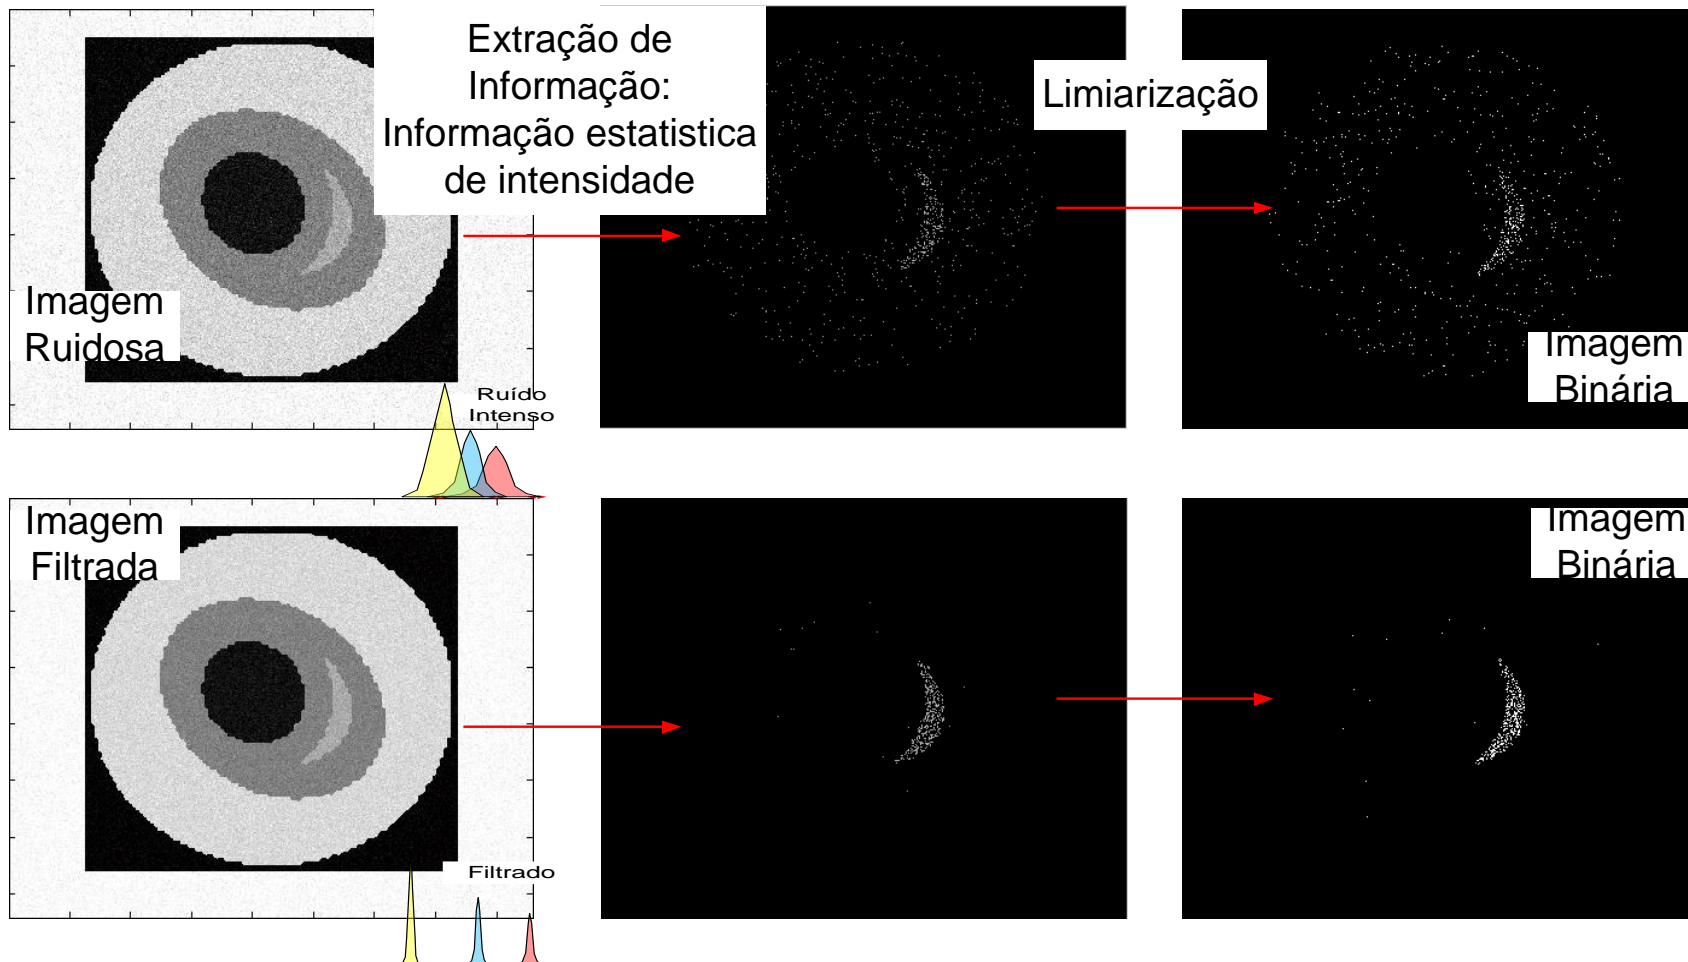 Extração de
Informação:
Informação estatistica
de intensidade
Limiarização
Imagem
Ruidosa
Imagem
Binária
Ruído
Intenso
Imagem
Filtrada
Imagem
Binária
Filtrado